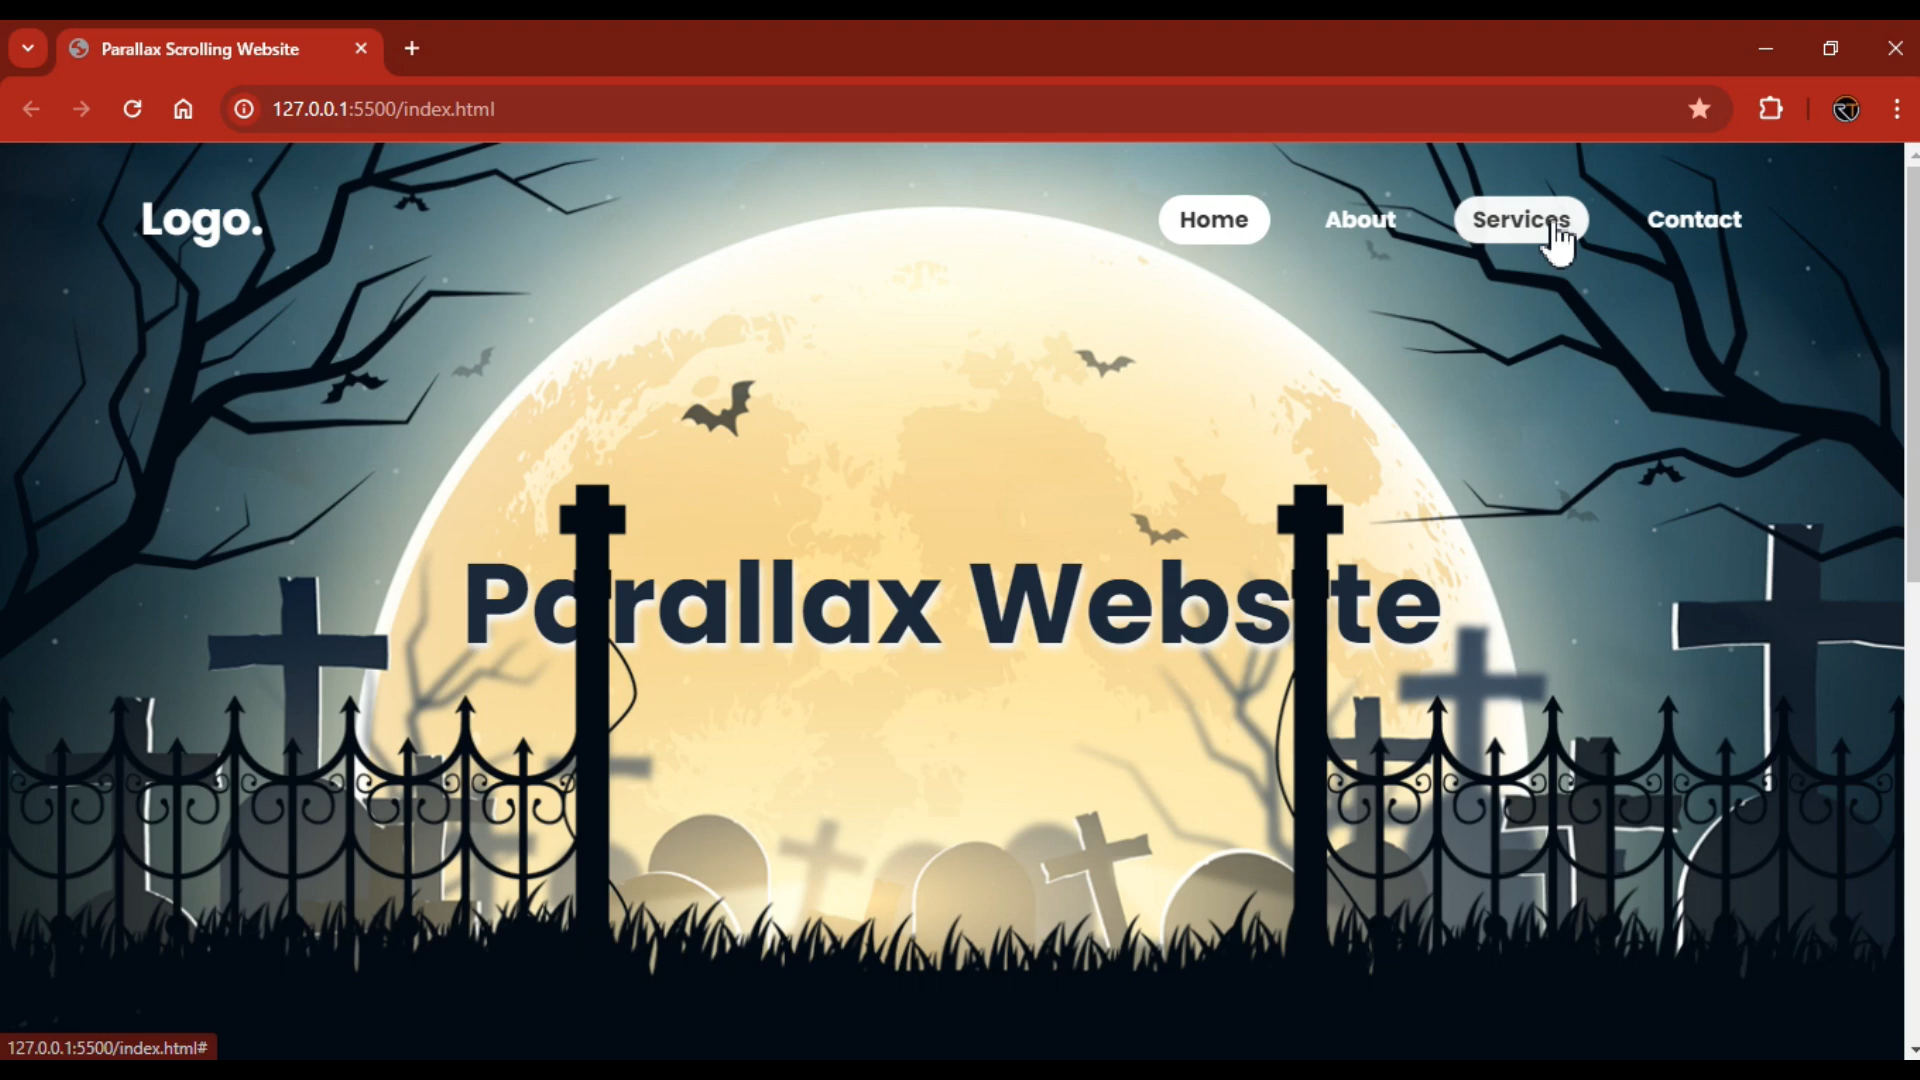 Parallax Scrolling Website
127.0.0.1:5500/index.html
RT
Logo.
Home
About
Services
Contact
Parallax Website
127.0.0.1:5500/index.html#